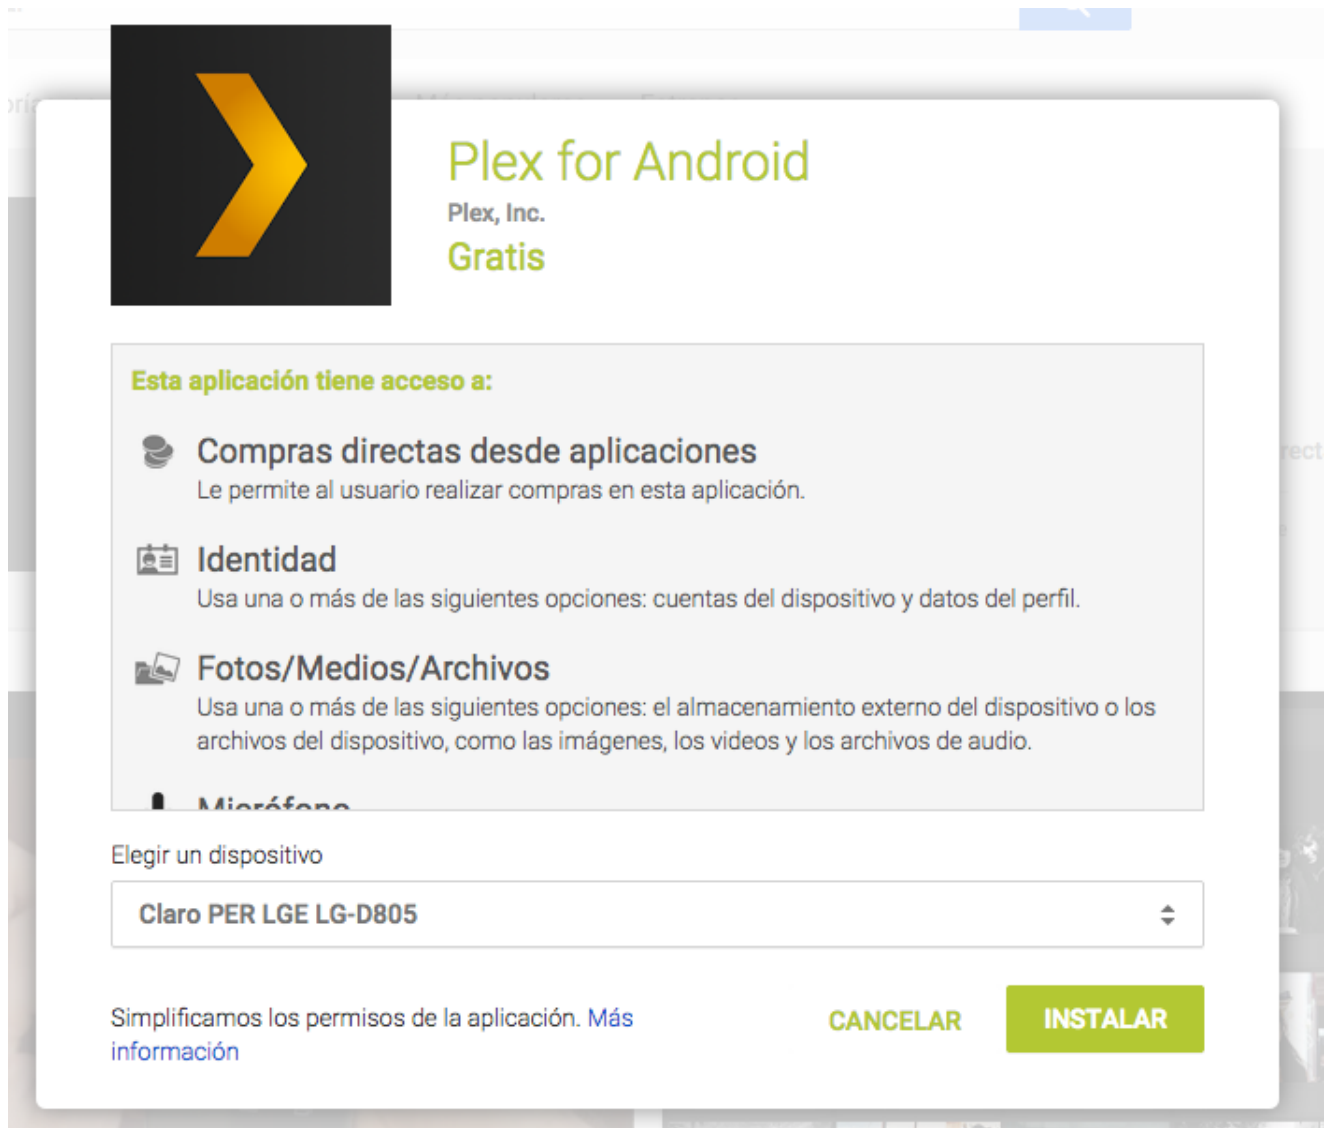 Plex for Android
Plex, Inc.
Gratis
Esta aplicación tiene acceso a:
Compras directas desde aplicaciones
Le permite al usuario realizar compras en esta aplicación.
Identidad
Usa una o más de las siguientes opciones: cuentas del dispositivo y datos del perfil.
Fotos/Medios/Archivos
Usa una o más de las siguientes opciones: el almacenamiento externo del dispositivo o los
archivos del dispositivo, como las imágenes, los videos y los archivos de audio.
Micrófono
Elegir un dispositivo
Claro PER LGE LG-D805
Simplificamos los permisos de la aplicación. Más
información
CANCELAR
INSTALAR